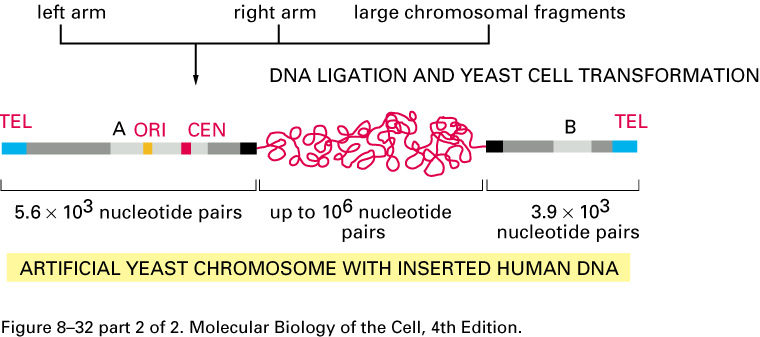 left arm right arm large chromosomal fragments
DNA LIGATION AND YEAST CELL TRANSFORMATION
TEL A ORI CEN B TEL
5.6 × 10³ nucleotide pairs
up to 10⁶ nucleotide
pairs
3.9 × 10³
nucleotide pairs
ARTIFICIAL YEAST CHROMOSOME WITH INSERTED HUMAN DNA
Figure 8–32 part 2 of 2. Molecular Biology of the Cell, 4th Edition.